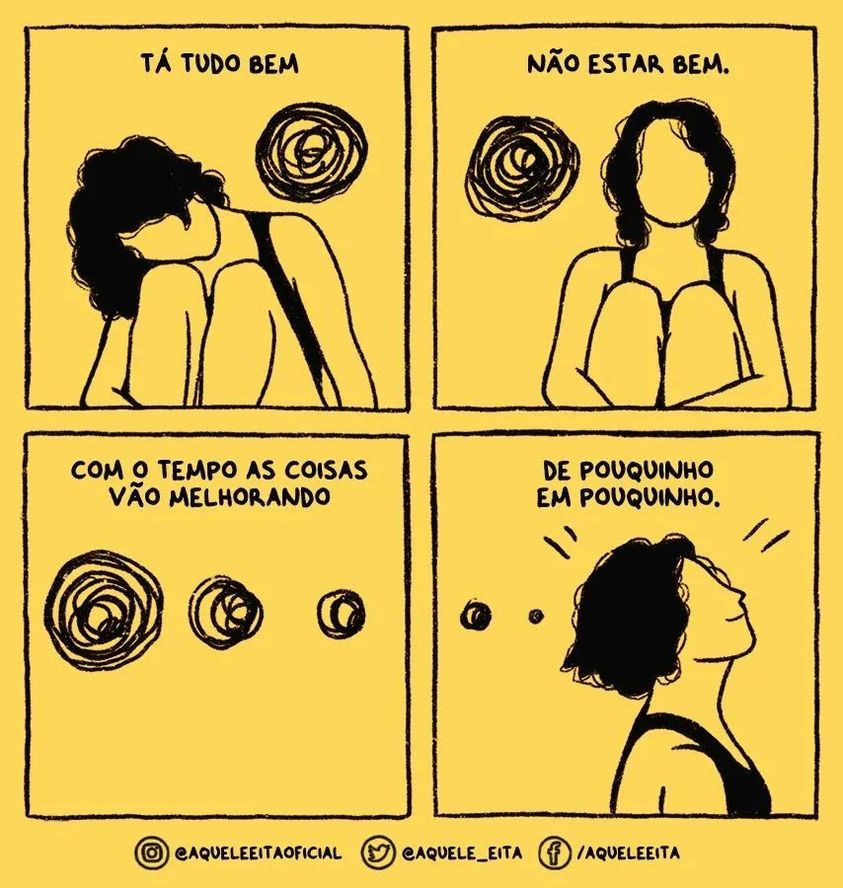 TÁ TUDO BEM
NÃO ESTAR BEM.
COM O TEMPO AS COISAS
VÃO MELHORANDO
DE POUQUINHO
EM POUQUINHO.
@AQUELEEITAOFICIAL @AQUELE_EITA /AQUELEEITA